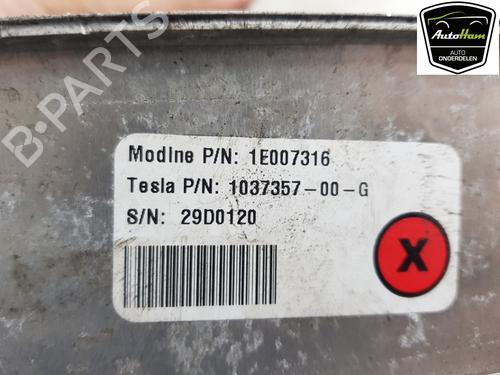 AutoHam
AUTO
ONDERDELEN
B-PARTS
Modine P/N: 1E007316
Tesla P/N: 1037357-00-G
S/N: 29D0120
X